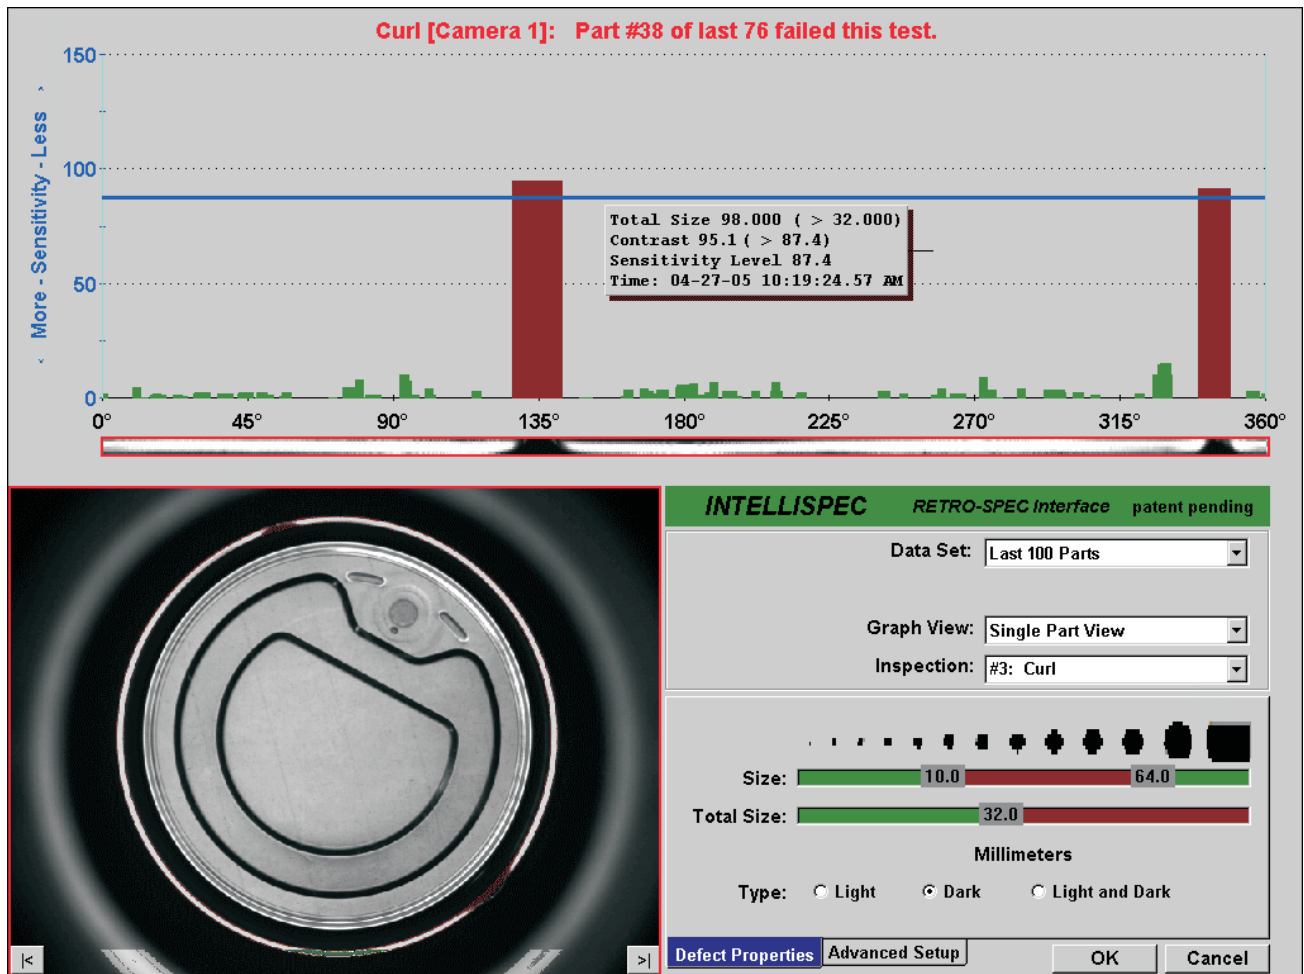 Curl [Camera 1]: Part #38 of last 76 failed this test.
150
100
50
0
< More - Sensitivity - Less >
Total Size 98.000 ( > 32.000)
Contrast 95.1 ( > 87.4)
Sensitivity Level 87.4
Time: 04-27-05 10:19:24.57 AM
0° 45° 90° 135° 180° 225° 270° 315° 360°
INTELLISPEC RETRO-SPEC Interface patent pending
Data Set: Last 100 Parts
Graph View: Single Part View
Inspection: #3: Curl
Size: 10.0 64.0
Total Size: 32.0
Millimeters
Type: Light Dark Light and Dark
|< >|
Defect Properties Advanced Setup OK Cancel